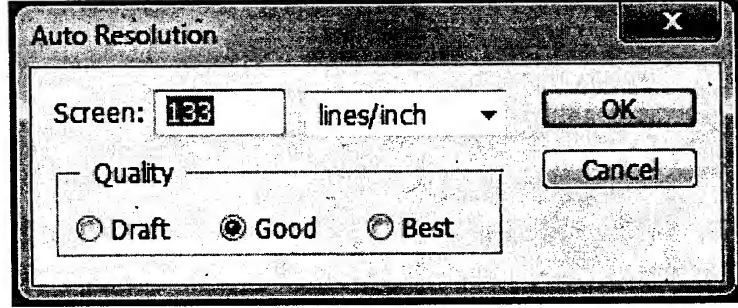 Auto Resolution X
Screen: 133 lines/inch OK
Quality Cancel
Draft Good Best